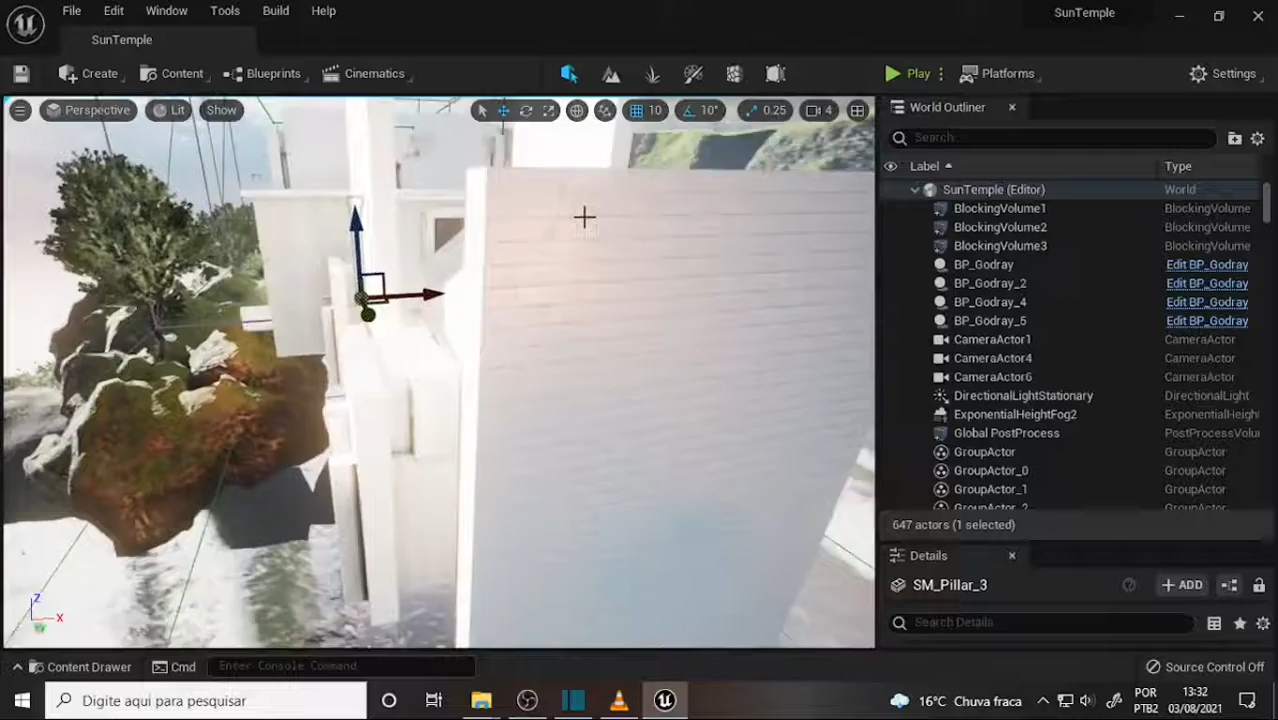 File Edit Window Tools Build Help
SunTemple
SunTemple
Create Content Blueprints Cinematics Play Platforms Settings
Perspective Lit Show 10 10° 0.25 4
World Outliner
Search...
Label Type
SunTemple (Editor) World
BlockingVolume1 BlockingVolume
BlockingVolume2 BlockingVolume
BlockingVolume3 BlockingVolume
BP_Godray Edit BP_Godray
BP_Godray_2 Edit BP_Godray
BP_Godray_4 Edit BP_Godray
BP_Godray_5 Edit BP_Godray
CameraActor1 CameraActor
CameraActor4 CameraActor
CameraActor6 CameraActor
DirectionalLightStationary DirectionalLight
ExponentialHeightFog2 ExponentialHeight
Global PostProcess PostProcessVolu
GroupActor GroupActor
GroupActor_0 GroupActor
GroupActor_1 GroupActor
GroupActor_2 GroupActor
647 actors (1 selected)
Details
SM_Pillar_3 ADD
Search Details
Z
X
Content Drawer Cmd Enter Console Command Source Control Off
Digite aqui para pesquisar 16°C Chuva fraca POR 13:32
PTB2 03/08/2021